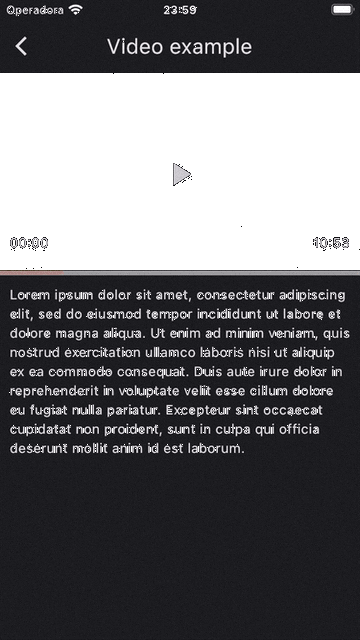 Operadora 23:59
Video example
00:00 10:53
Lorem ipsum dolor sit amet, consectetur adipiscing
elit, sed do eiusmod tempor incididunt ut labore et
dolore magna aliqua. Ut enim ad minim veniam, quis
nostrud exercitation ullamco laboris nisi ut aliquip
ex ea commodo consequat. Duis aute irure dolor in
reprehenderit in voluptate velit esse cillum dolore
eu fugiat nulla pariatur. Excepteur sint occaecat
cupidatat non proident, sunt in culpa qui officia
deserunt mollit anim id est laborum.